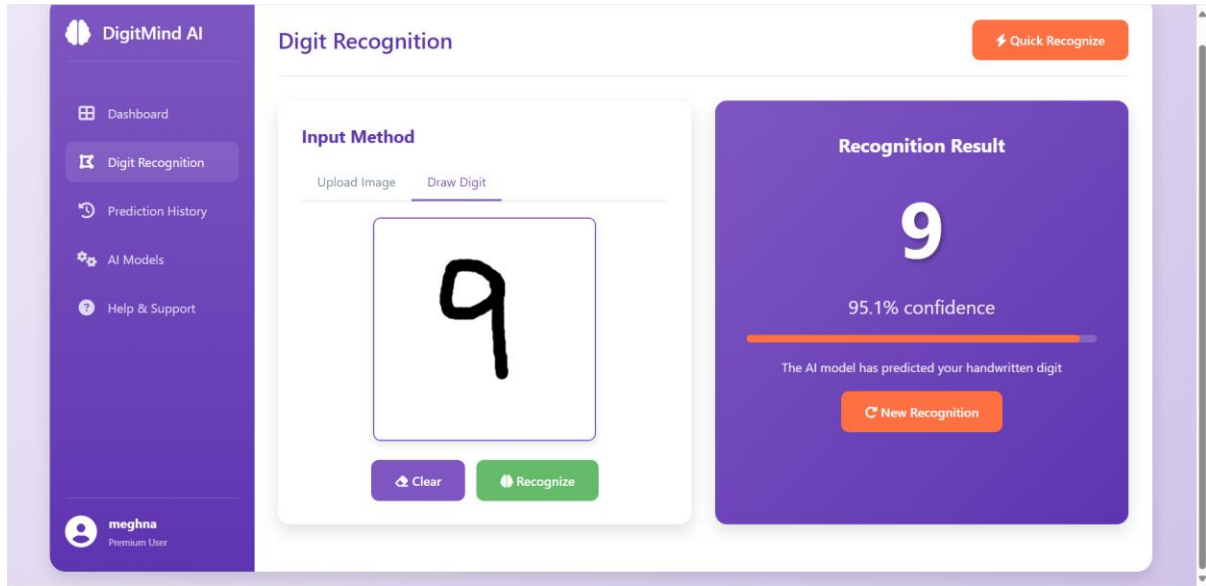 DigitMind AI
Dashboard
Digit Recognition
Prediction History
AI Models
Help & Support
meghna
Premium User
Digit Recognition
Quick Recognize
Input Method
Upload Image Draw Digit
9
Clear Recognize
Recognition Result
9
95.1% confidence
The AI model has predicted your handwritten digit
New Recognition